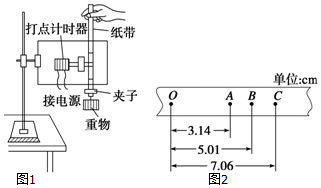 打点计时器
纸带
接电源
夹子
重物
图1
单位:cm
O A B C
3.14
5.01
7.06
图2